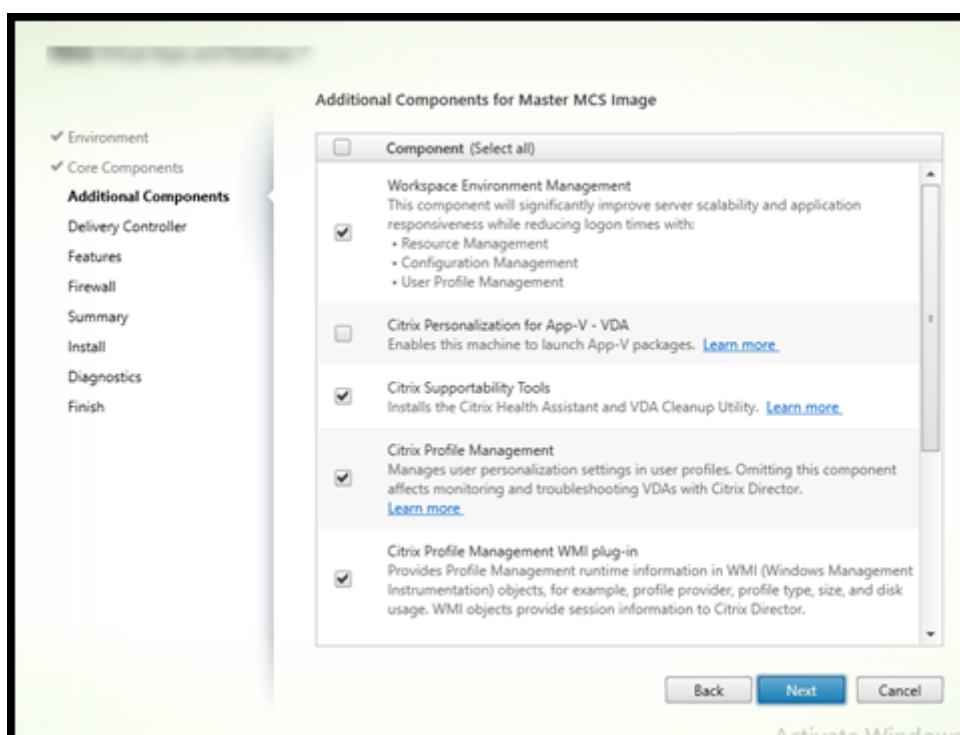 Additional Components for Master MCS Image
Environment
Core Components
Additional Components
Delivery Controller
Features
Firewall
Summary
Install
Diagnostics
Finish
Component (Select all)
Workspace Environment Management
This component will significantly improve server scalability and application
responsiveness while reducing logon times with:
• Resource Management
• Configuration Management
• User Profile Management
Citrix Personalization for App-V - VDA
Enables this machine to launch App-V packages. Learn more
Citrix Supportability Tools
Installs the Citrix Health Assistant and VDA Cleanup Utility. Learn more
Citrix Profile Management
Manages user personalization settings in user profiles. Omitting this component
affects monitoring and troubleshooting VDAs with Citrix Director.
Learn more
Citrix Profile Management WMI plug-in
Provides Profile Management runtime information in WMI (Windows Management
Instrumentation) objects, for example, profile provider, profile type, size, and disk
usage. WMI objects provide session information to Citrix Director.
Back Next Cancel
Activate Windows